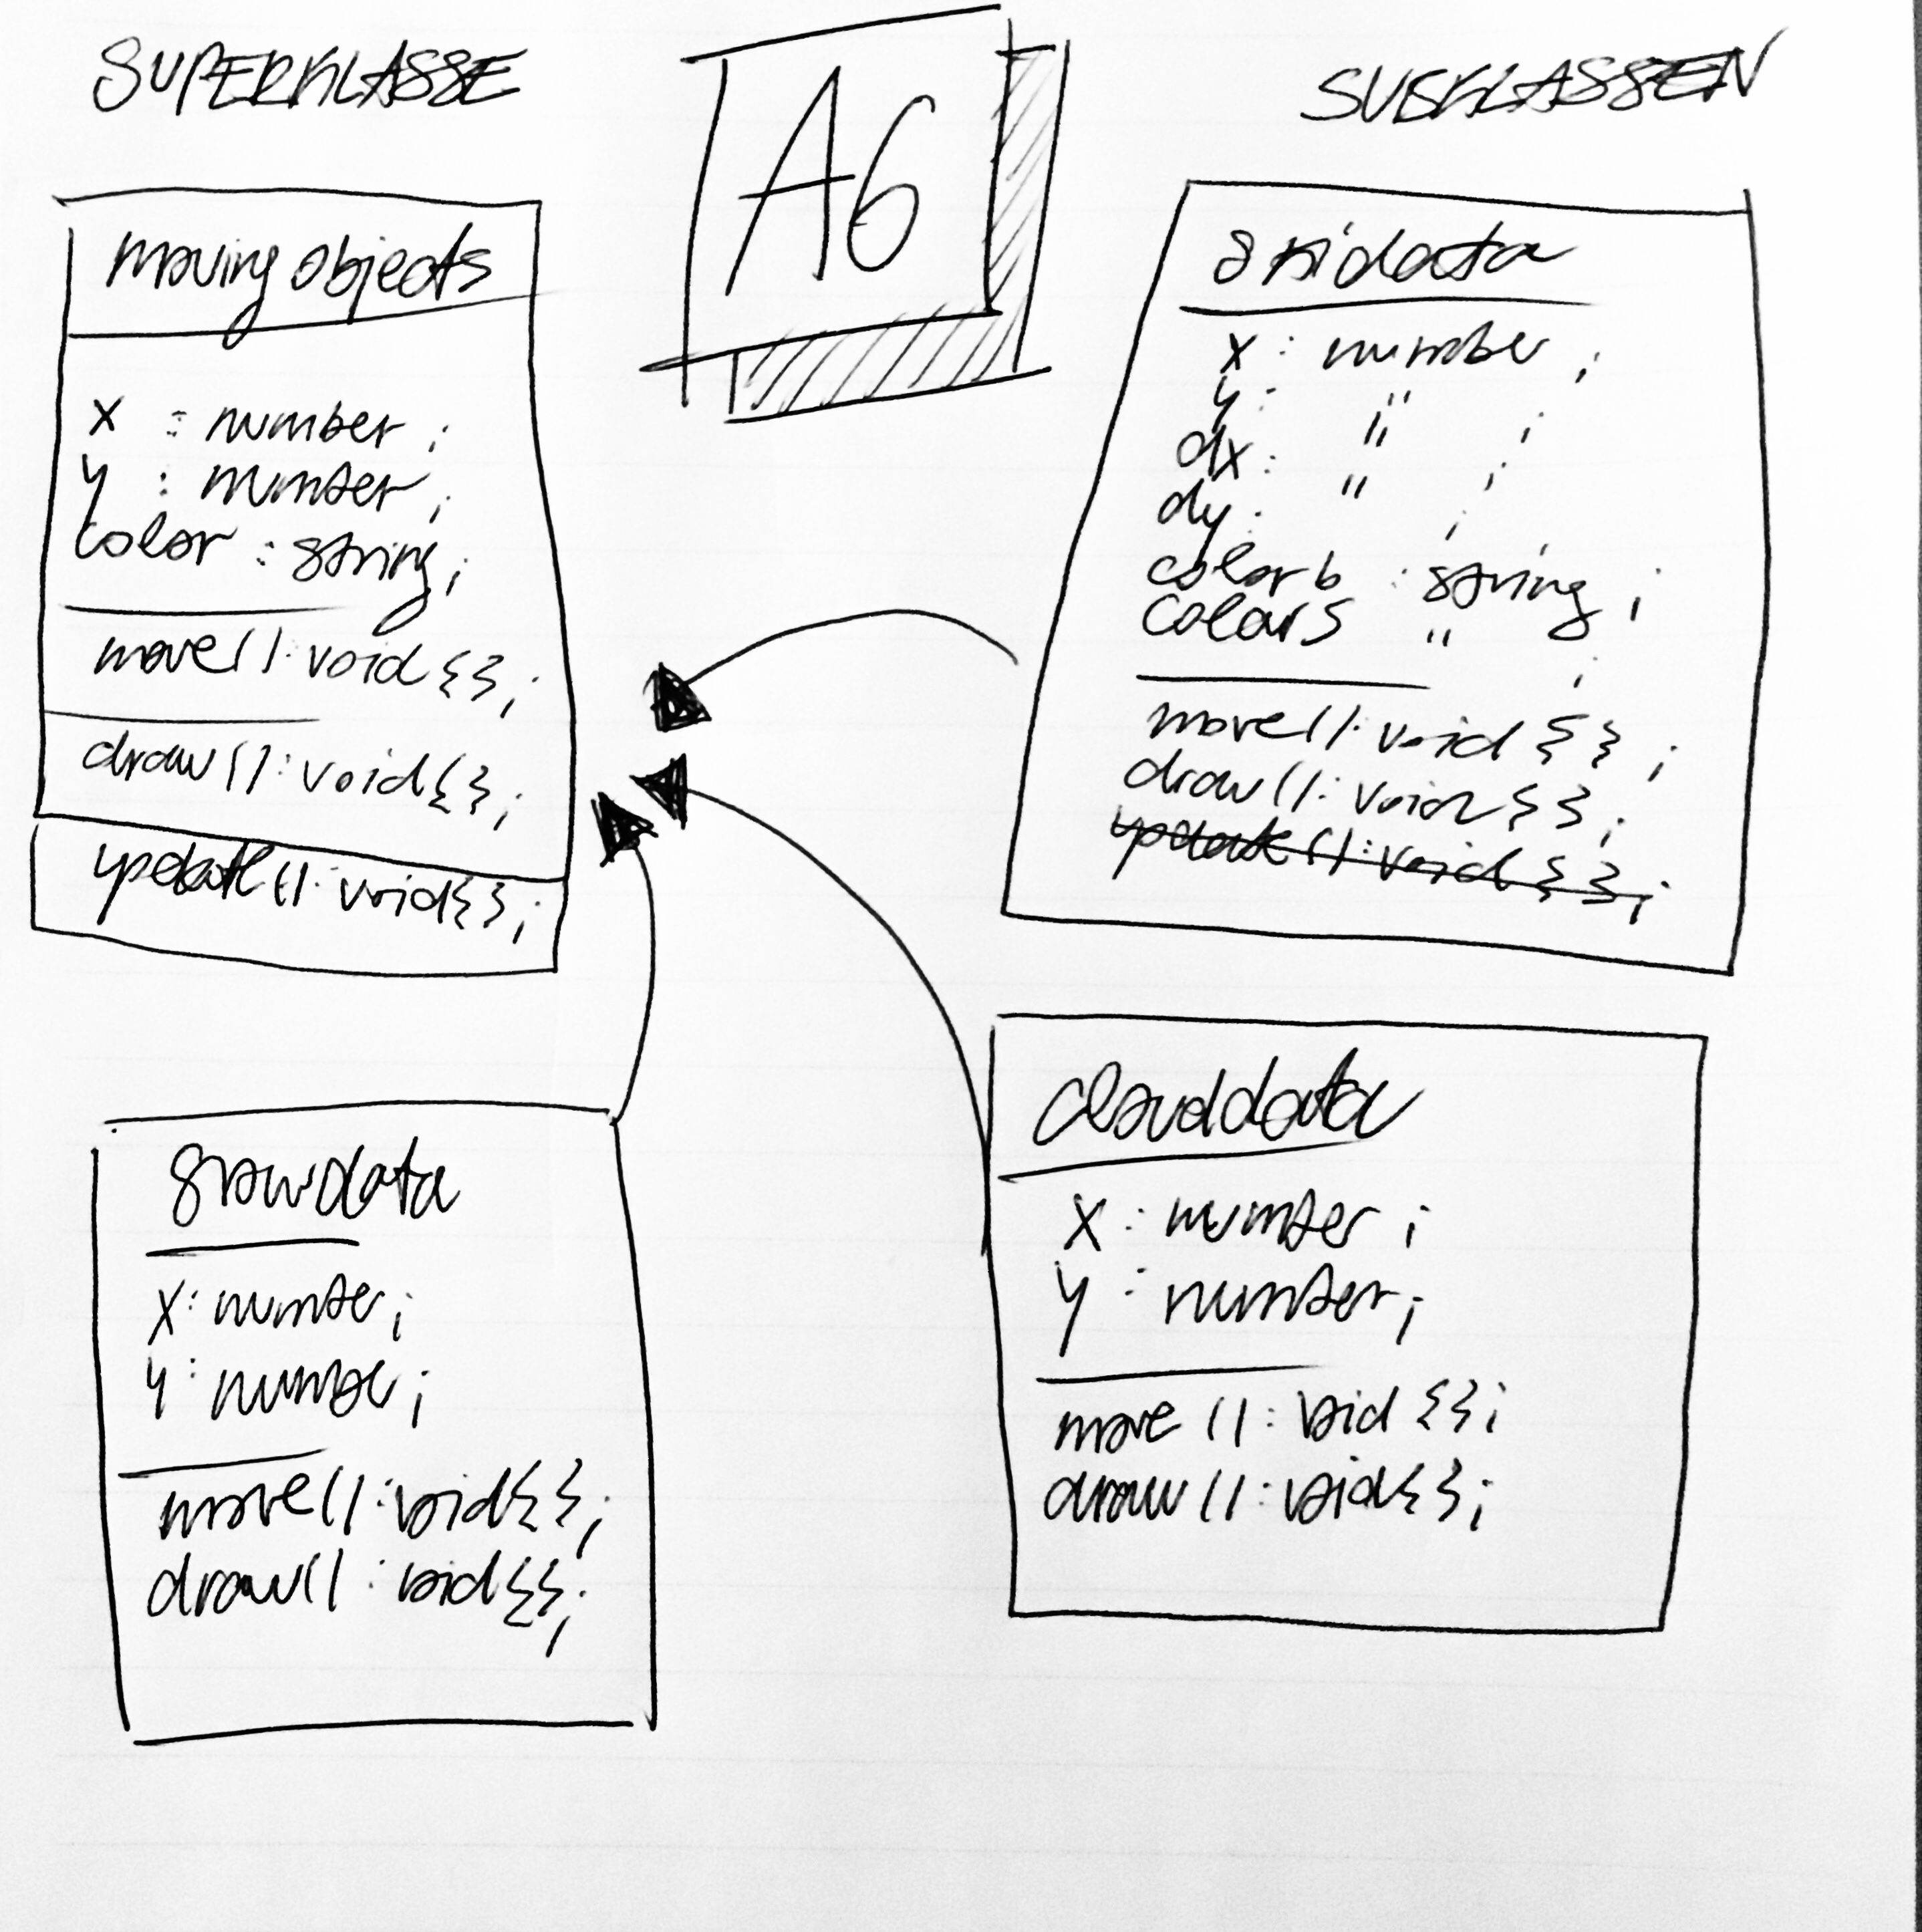 SUPERKLASSE
A6
SUBKLASSEN
moving objects
x : number;
y : number;
color : string;
move(): void {};
draw(): void {};
update(): void {};
skidata
x : number;
y : " ;
dx : " ;
dy : " ;
colorb : string;
colors " ;
move(): void {};
draw(): void {};
update(): void {};
snowdata
x : number;
y : number;
move(): void {};
draw(): void {};
clouddata
x : number;
y : number;
move(): void {};
draw(): void {};